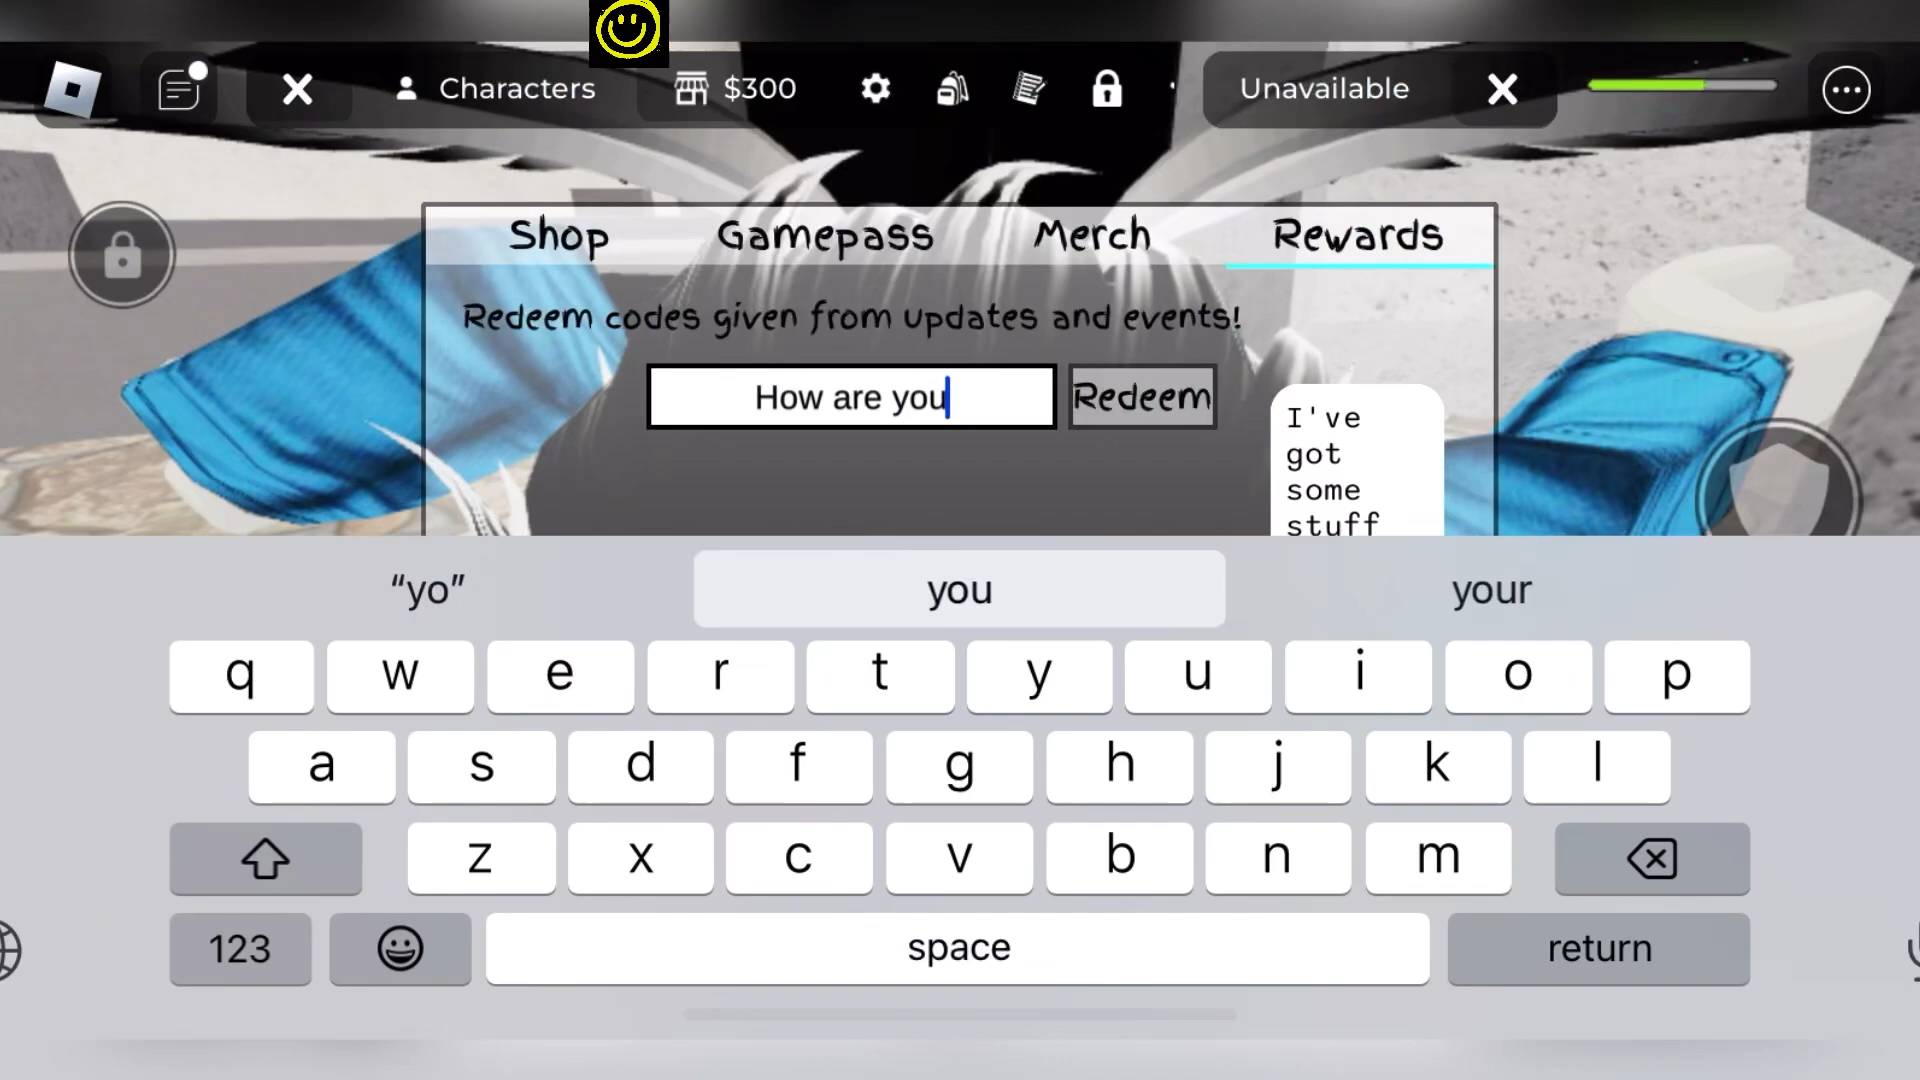 Characters $300 Unavailable
Shop Gamepass Merch Rewards
Redeem codes given from updates and events!
How are you Redeem
I've
got
some
stuff
“yo” you your
q w e r t y u i o p
a s d f g h j k l
z x c v b n m
123 space return